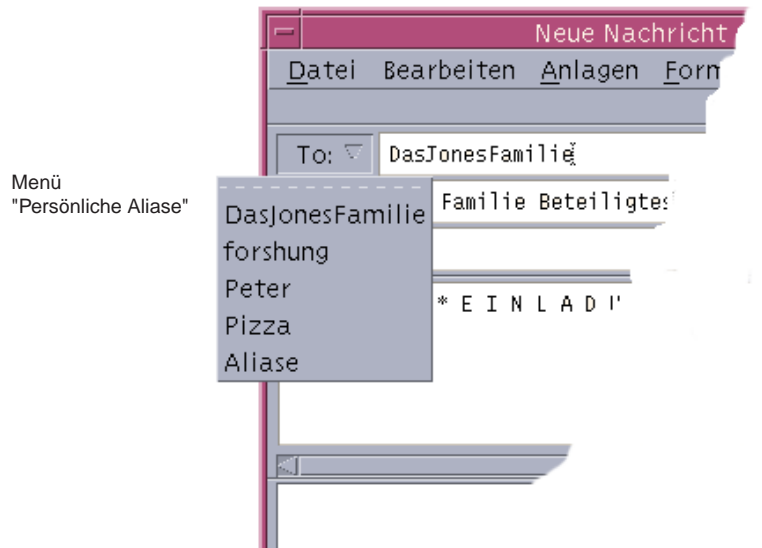 Neue Nachricht
Datei Bearbeiten Anlagen Form
To: DasJonesFamilie
Menü
"Persönliche Aliase"
Familie Beteiligtes
DasJonesFamilie
forshung
Peter
Pizza
Aliase
* E I N L A D